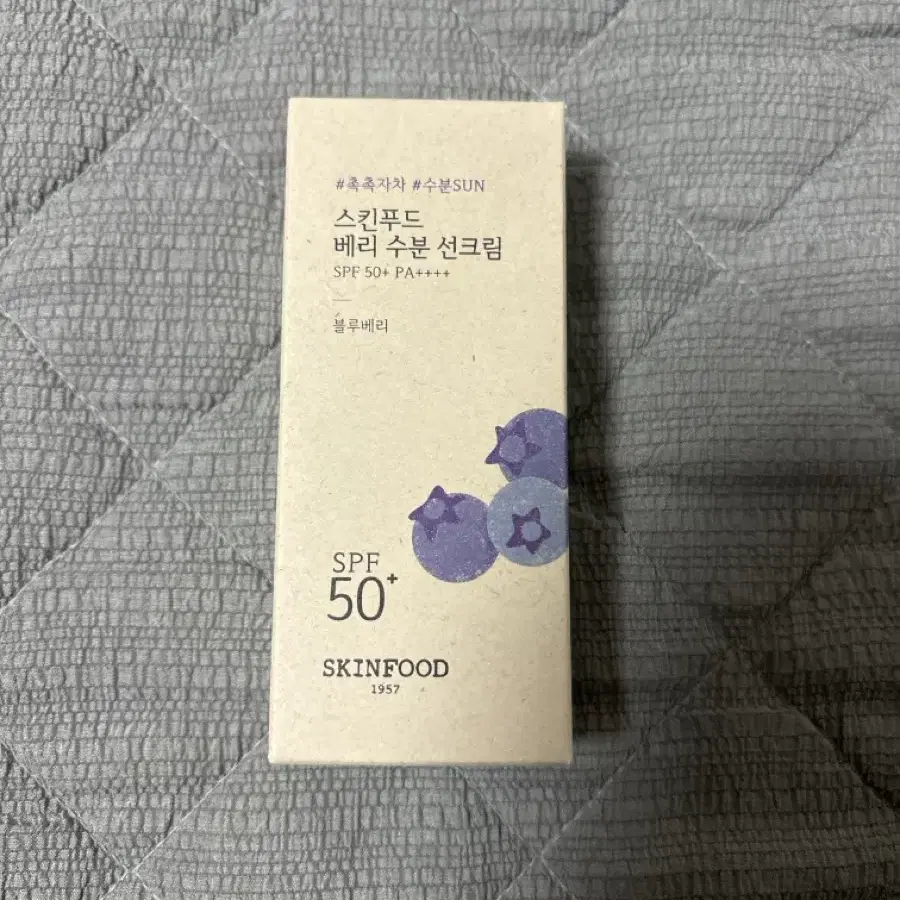 #촉촉자차 #수분SUN
스킨푸드
베리 수분 선크림
SPF 50+ PA++++
블루베리
SPF
50+
SKINFOOD
1957